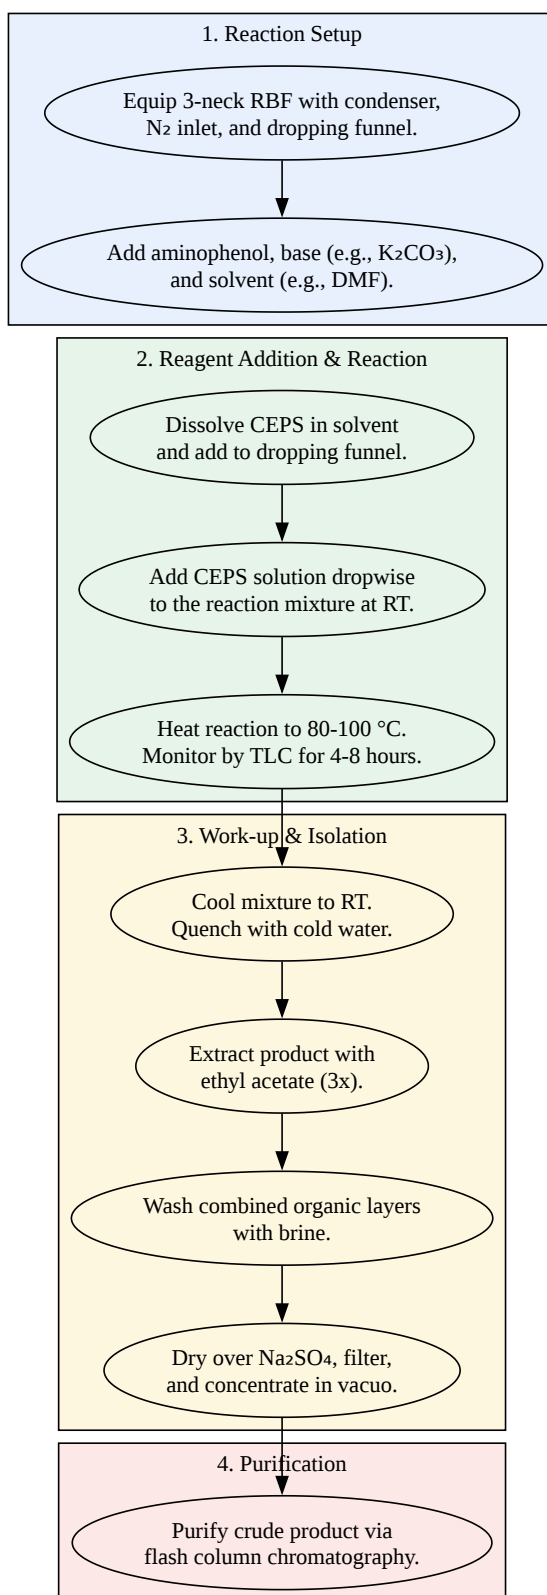 1. Reaction Setup
Equip 3-neck RBF with condenser,
N₂ inlet, and dropping funnel.
Add aminophenol, base (e.g., K₂CO₃),
and solvent (e.g., DMF).
2. Reagent Addition & Reaction
Dissolve CEPS in solvent
and add to dropping funnel.
Add CEPS solution dropwise
to the reaction mixture at RT.
Heat reaction to 80-100 °C.
Monitor by TLC for 4-8 hours.
3. Work-up & Isolation
Cool mixture to RT.
Quench with cold water.
Extract product with
ethyl acetate (3x).
Wash combined organic layers
with brine.
Dry over Na₂SO₄, filter,
and concentrate in vacuo.
4. Purification
Purify crude product via
flash column chromatography.